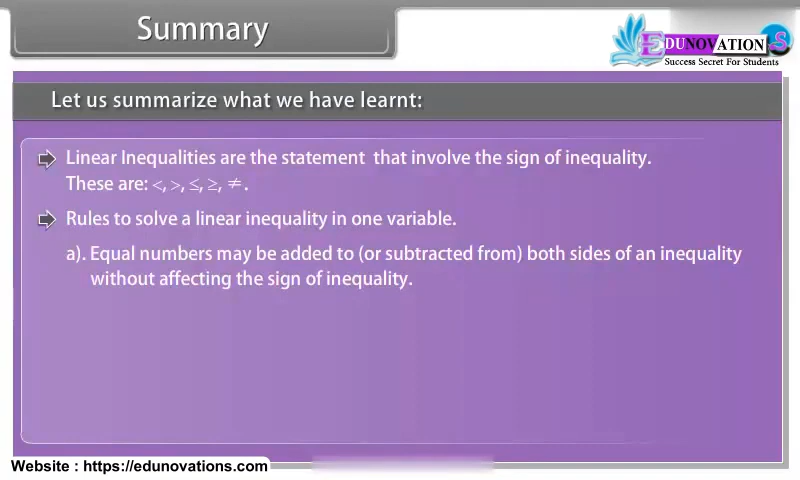 Summary
EDUNOVATION.S
Success Secret For Students
Let us summarize what we have learnt:
Linear Inequalities are the statement that involve the sign of inequality.
These are: <, >, ≤, ≥, ≠.
Rules to solve a linear inequality in one variable.
a). Equal numbers may be added to (or subtracted from) both sides of an inequality
without affecting the sign of inequality.
Website : https://edunovations.com